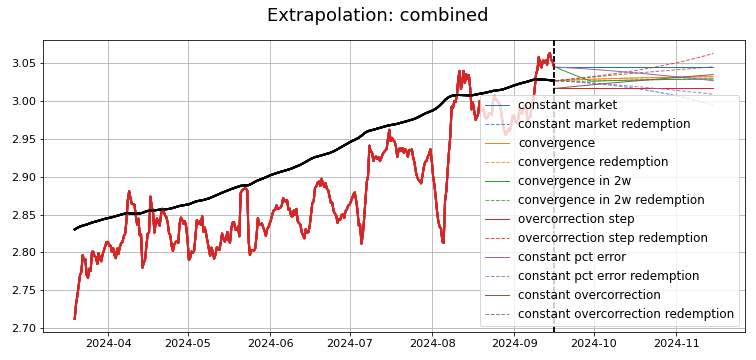 Extrapolation: combined
3.05
3.00
2.95
2.90
2.85
2.80
2.75
2.70
constant market
constant market redemption
convergence
convergence redemption
convergence in 2w
convergence in 2w redemption
overcorrection step
overcorrection step redemption
constant pct error
constant pct error redemption
constant overcorrection
constant overcorrection redemption
2024-04
2024-05
2024-06
2024-07
2024-08
2024-09
2024-10
2024-11